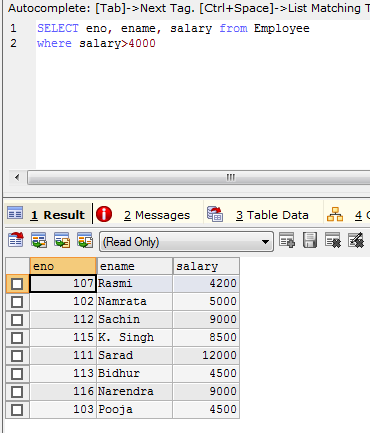 Autocomplete: [Tab]->Next Tag. [Ctrl+Space]->List Matching T
1 SELECT eno, ename, salary from Employee
2 where salary>4000
1 Result 2 Messages 3 Table Data 4
(Read Only)
eno ename salary
107 Rasmi 4200
102 Namrata 5000
112 Sachin 9000
115 K. Singh 8500
111 Sarad 12000
113 Bidhur 4500
116 Narendra 9000
103 Pooja 4500